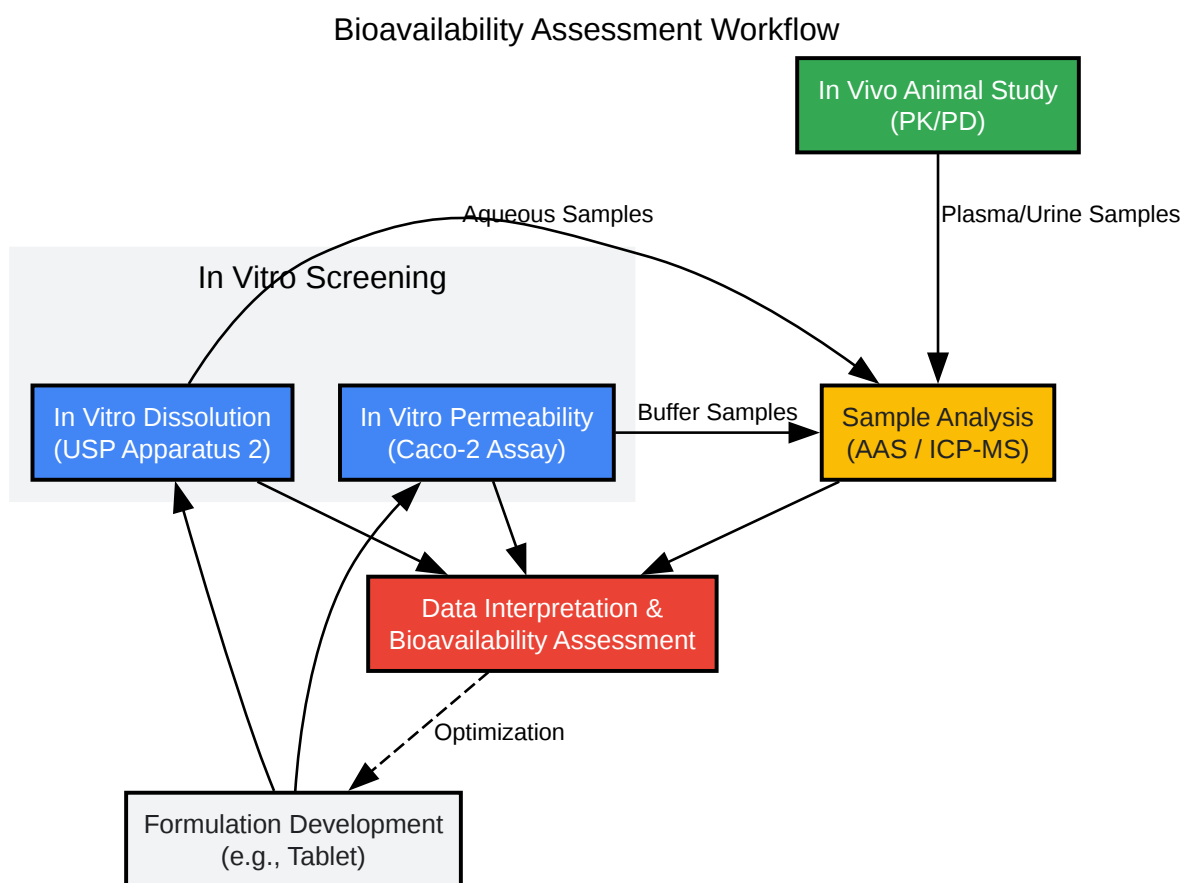 Bioavailability Assessment Workflow
In Vivo Animal Study
(PK/PD)
Aqueous Samples
Plasma/Urine Samples
In Vitro Screening
In Vitro Dissolution
(USP Apparatus 2)
In Vitro Permeability
(Caco-2 Assay)
Buffer Samples
Sample Analysis
(AAS / ICP-MS)
Data Interpretation &
Bioavailability Assessment
Optimization
Formulation Development
(e.g., Tablet)